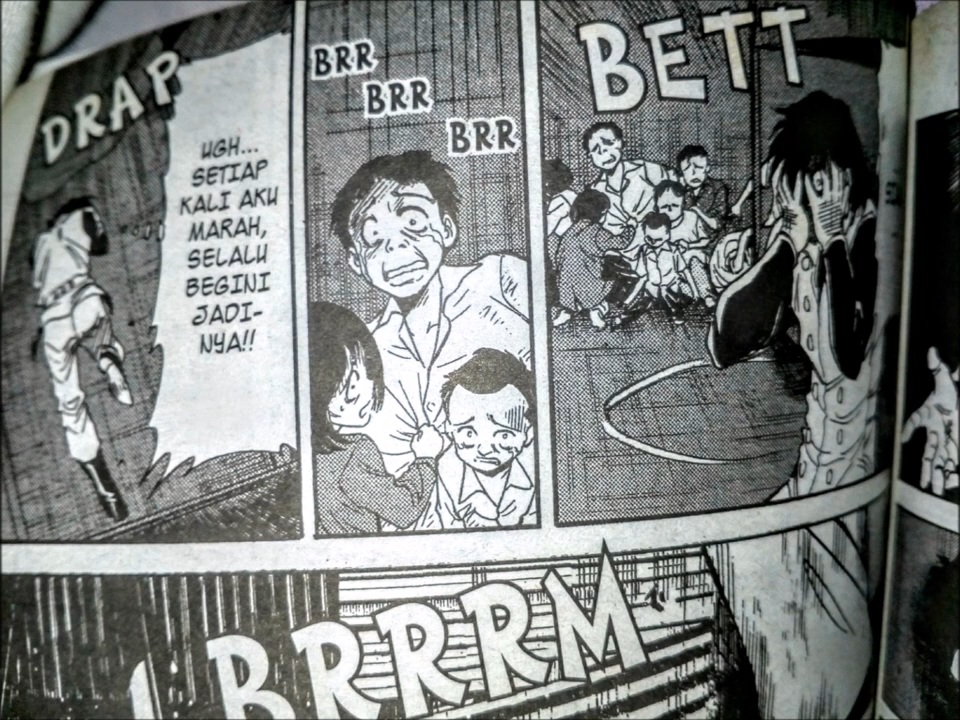 BETT
BRR
BRR
BRR
UGH...
SETIAP
KALI AKU
MARAH,
SELALU
BEGINI
JADI-
NYA!!
DRAP
BRRRM